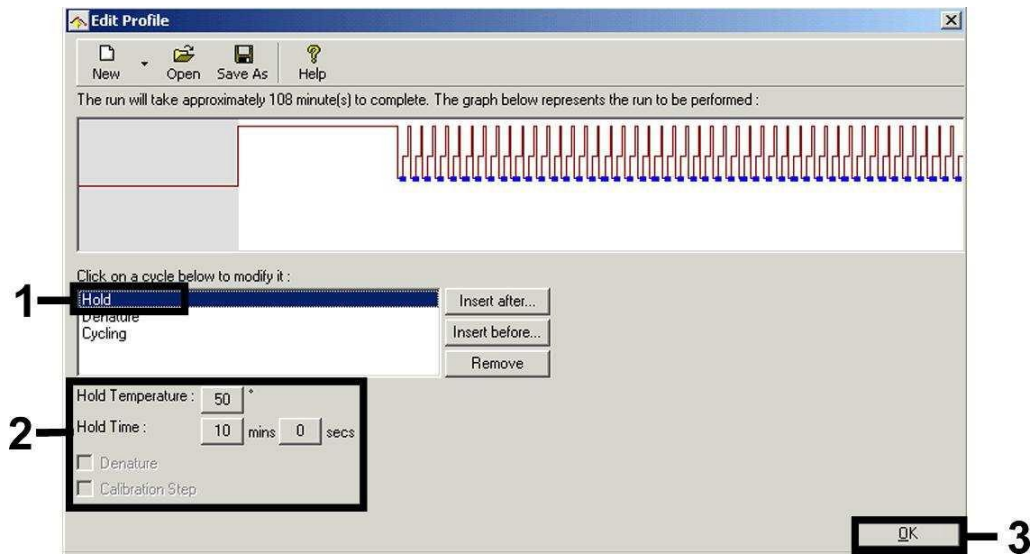 Edit Profile
New Open Save As Help
The run will take approximately 108 minute(s) to complete. The graph below represents the run to be performed :
Click on a cycle below to modify it :
1
Hold
Denature
Cycling
Insert after...
Insert before...
Remove
2
Hold Temperature : 50 °
Hold Time : 10 mins 0 secs
Denature
Calibration Step
OK
3